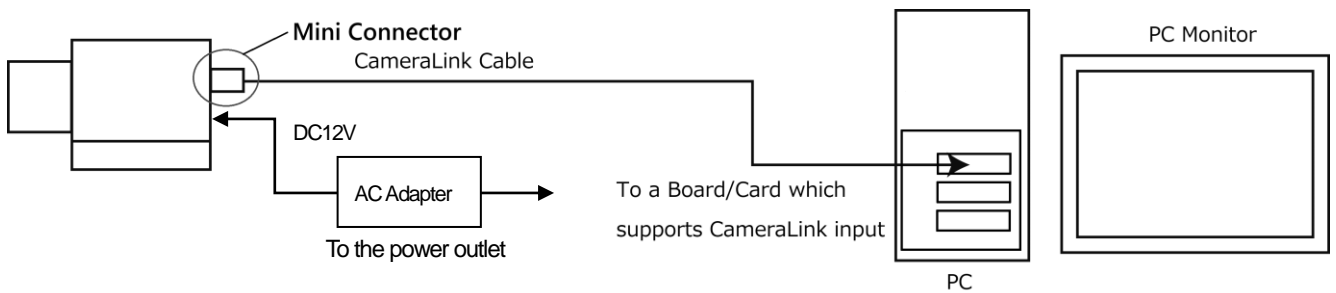 Mini Connector
CameraLink Cable
PC Monitor
DC12V
AC Adapter
To the power outlet
To a Board/Card which
supports CameraLink input
PC